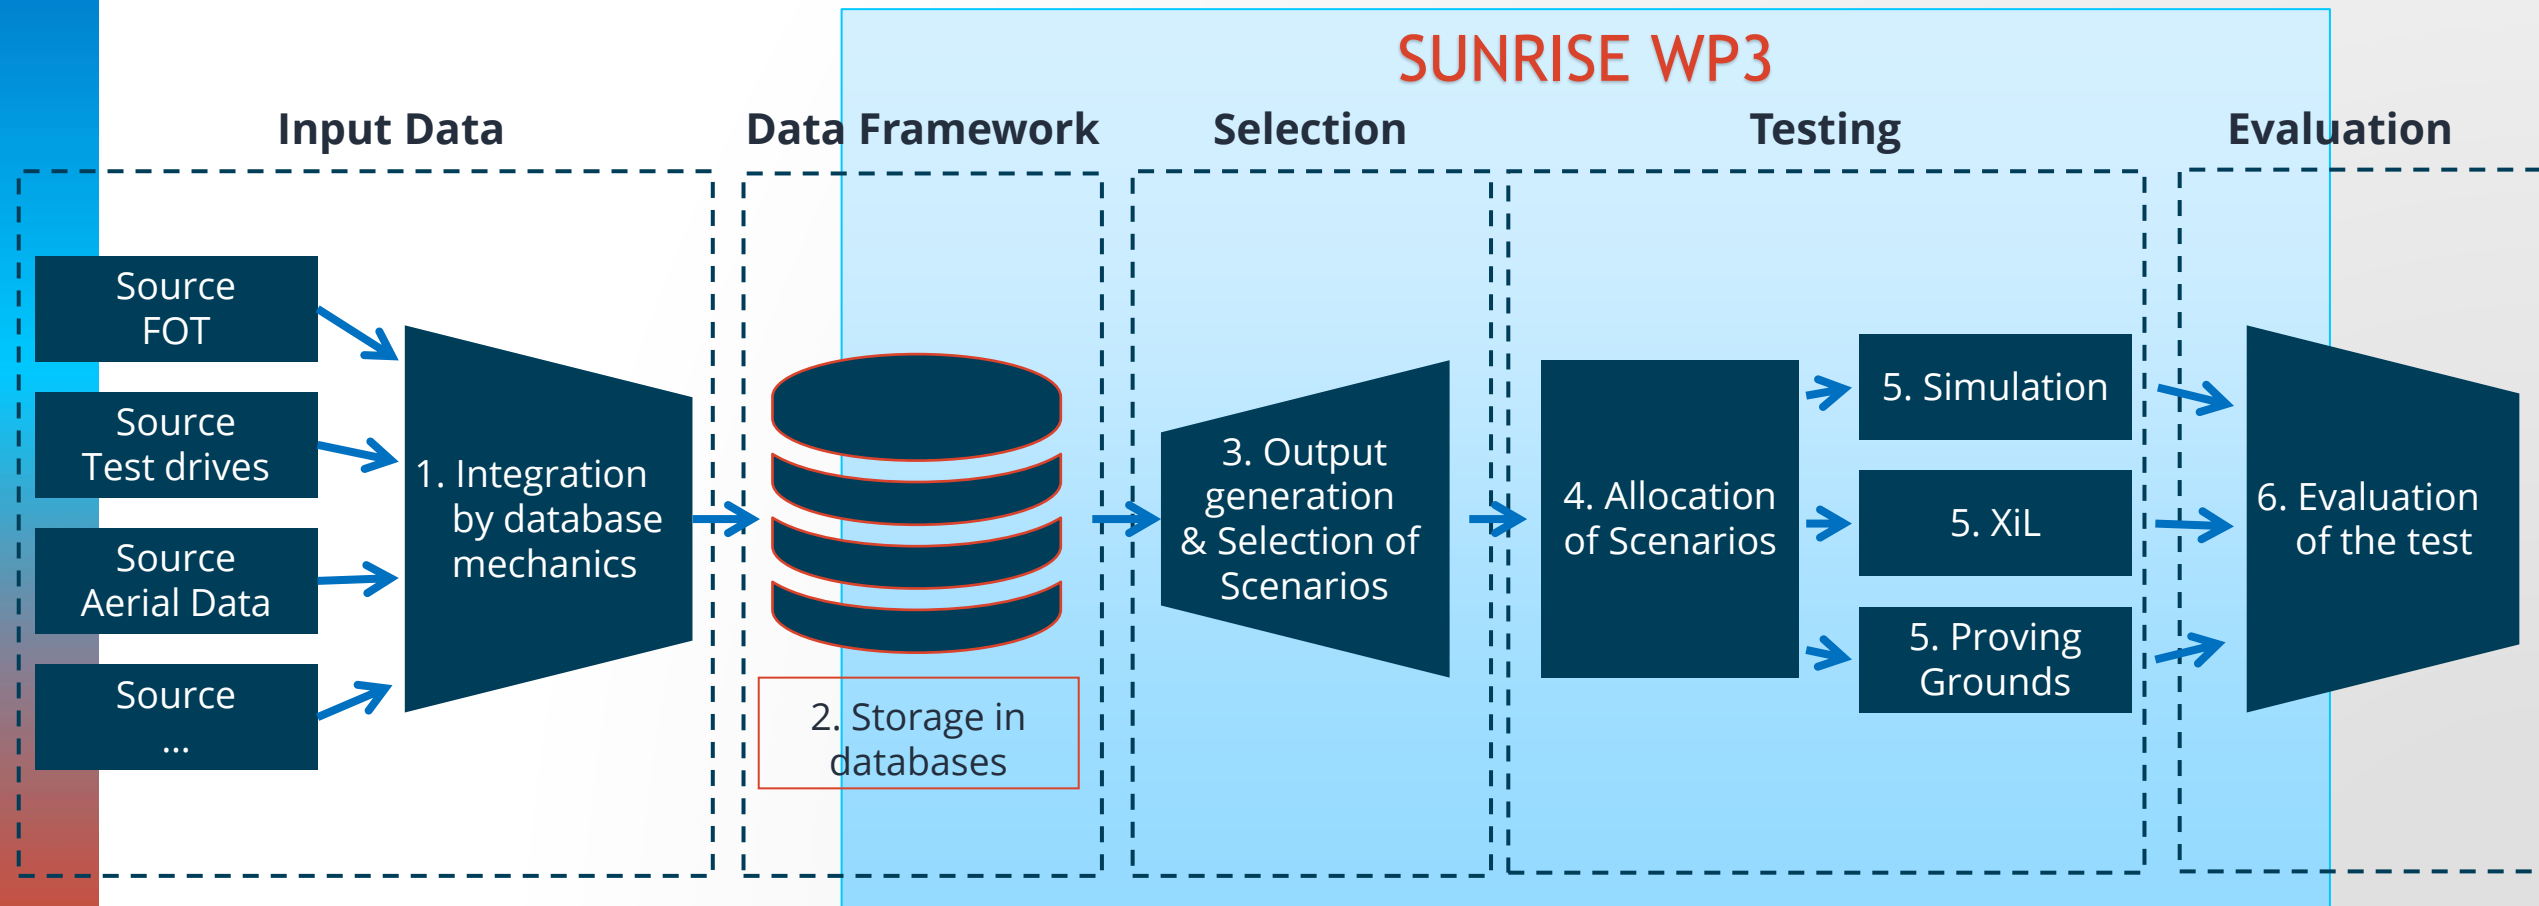 SUNRISE WP3
Input Data
Data Framework
Selection
Testing
Evaluation
Source
FOT
Source
Test drives
Source
Aerial Data
Source
...
1. Integration
by database
mechanics
2. Storage in
databases
3. Output
generation
& Selection of
Scenarios
4. Allocation
of Scenarios
5. Simulation
5. XiL
5. Proving
Grounds
6. Evaluation
of the test